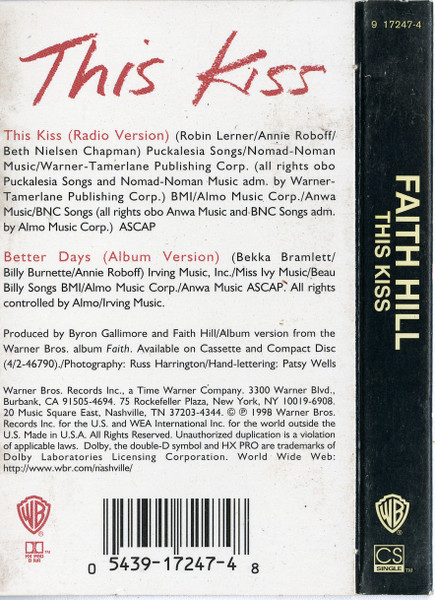 This Kiss
This Kiss (Radio Version) (Robin Lerner/Annie Roboff/
Beth Nielsen Chapman) Puckalesia Songs/Nomad-Noman
Music/Warner-Tamerlane Publishing Corp. (all rights obo
Puckalesia Songs and Nomad-Noman Music adm. by Warner-
Tamerlane Publishing Corp.) BMI/Almo Music Corp./Anwa
Music/BNC Songs (all rights obo Anwa Music and BNC Songs adm.
by Almo Music Corp.) ASCAP
Better Days (Album Version) (Bekka Bramlett/
Billy Burnette/Annie Roboff) Irving Music, Inc./Miss Ivy Music/Beau
Billy Songs BMI/Almo Music Corp./Anwa Music ASCAP. All rights
controlled by Almo/Irving Music.
Produced by Byron Gallimore and Faith Hill/Album version from the
Warner Bros. album Faith. Available on Cassette and Compact Disc
(4/2-46790)./Photography: Russ Harrington/Hand-lettering: Patsy Wells
Warner Bros. Records Inc., a Time Warner Company. 3300 Warner Blvd.,
Burbank, CA 91505-4694. 75 Rockefeller Plaza, New York, NY 10019-6908.
20 Music Square East, Nashville, TN 37203-4344. © ℗ 1998 Warner Bros.
Records Inc. for the U.S. and WEA International Inc. for the world outside the
U.S. Made in U.S.A. All Rights Reserved. Unauthorized duplication is a violation
of applicable laws. Dolby, the double-D symbol and HX PRO are trademarks of
Dolby Laboratories Licensing Corporation. World Wide Web:
http://www.wbr.com/nashville/
WB
0 5439-17247-4 8
9 17247-4
FAITH HILL
THIS KISS
WB
CS
SINGLE™